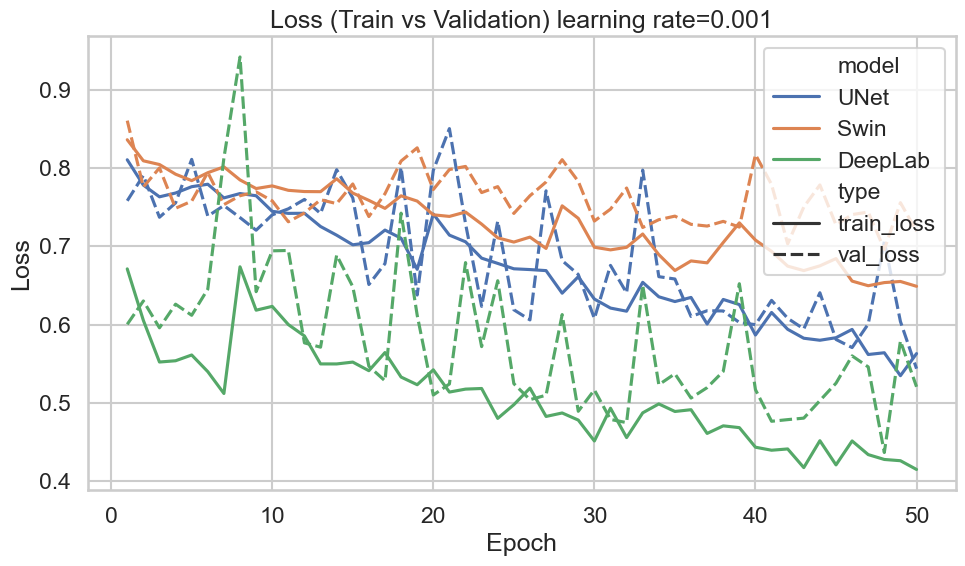 Loss (Train vs Validation) learning rate=0.001
model
UNet
Swin
DeepLab
type
train_loss
val_loss
Loss
0.9
0.8
0.7
0.6
0.5
0.4
0
10
20
30
40
50
Epoch